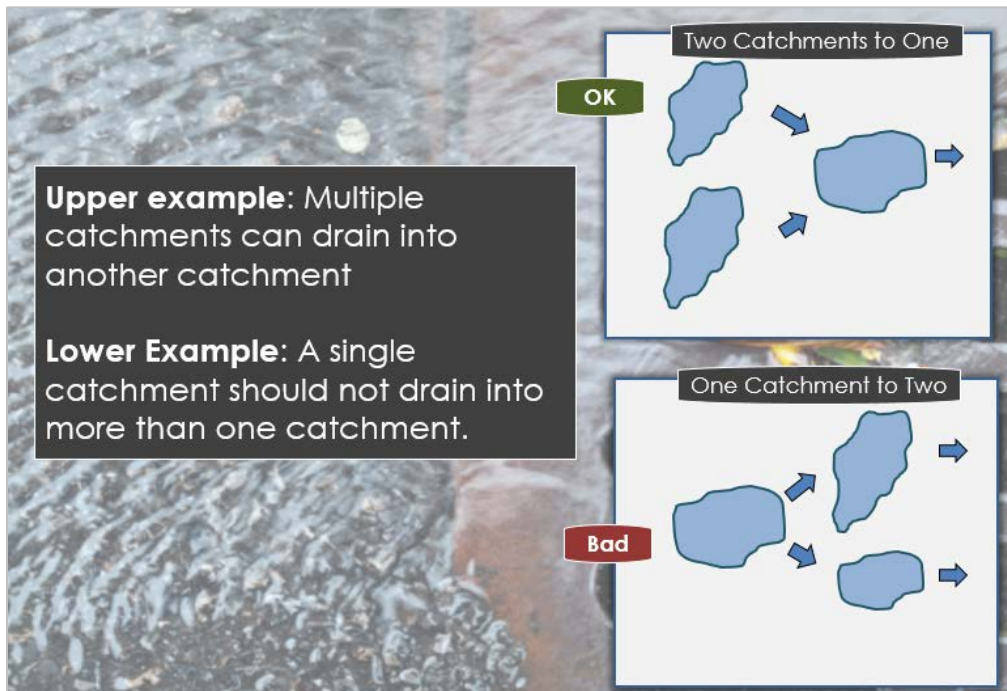 Two Catchments to One
OK
Upper example: Multiple
catchments can drain into
another catchment
Lower Example: A single
catchment should not drain into
more than one catchment.
One Catchment to Two
Bad